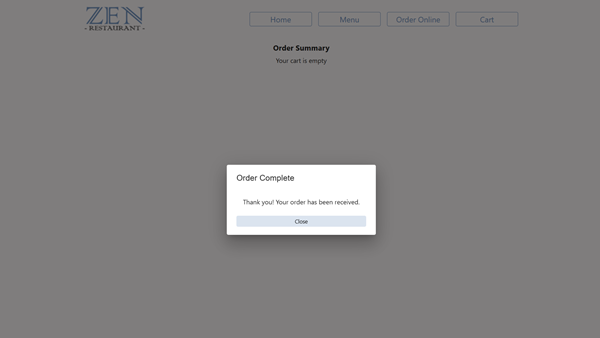 ZEN
- RESTAURANT -
Home
Menu
Order Online
Cart
Order Summary
Your cart is empty
Order Complete
Thank you! Your order has been received.
Close